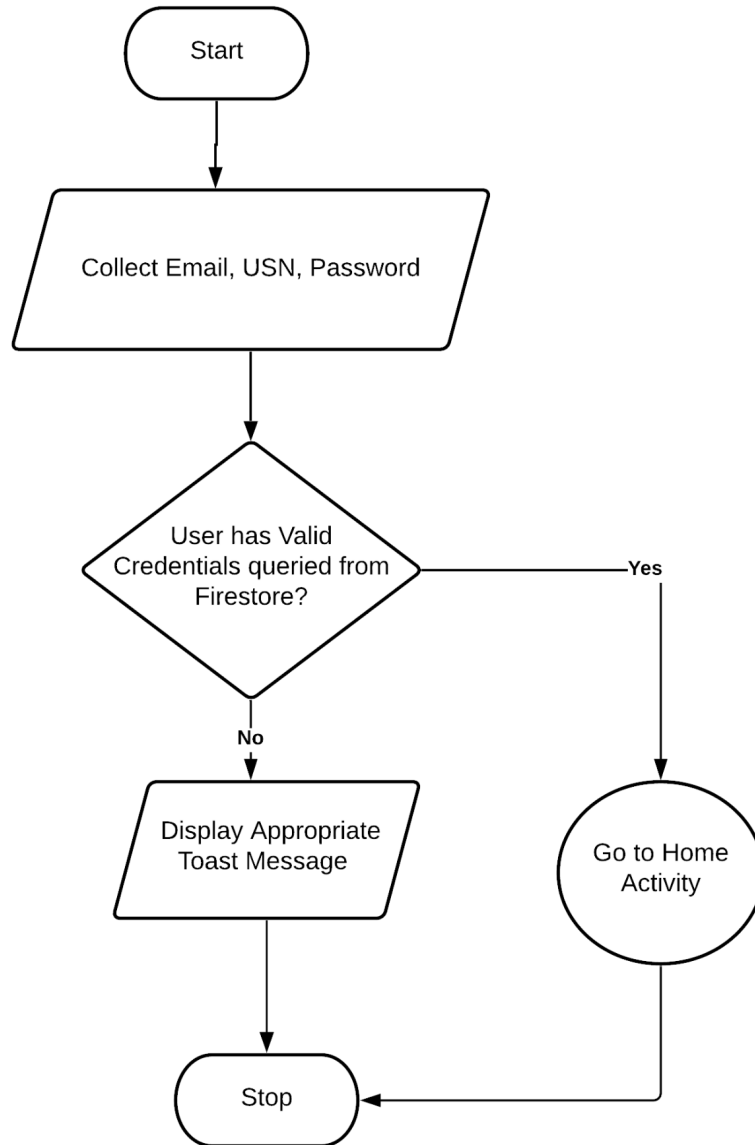 Start
Collect Email, USN, Password
User has Valid
Credentials queried from
Firestore?
Yes
No
Display Appropriate
Toast Message
Go to Home
Activity
Stop